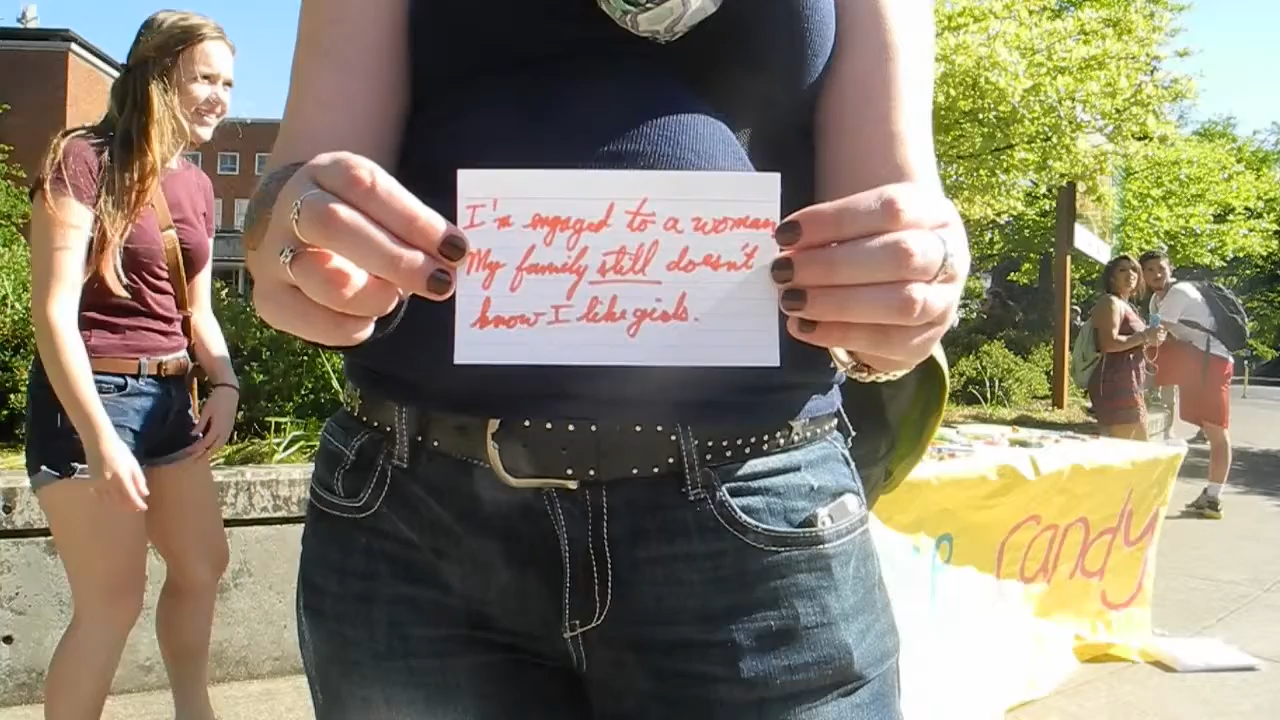 I'm engaged to a woman
My family still doesn't
know I like girls.
candy